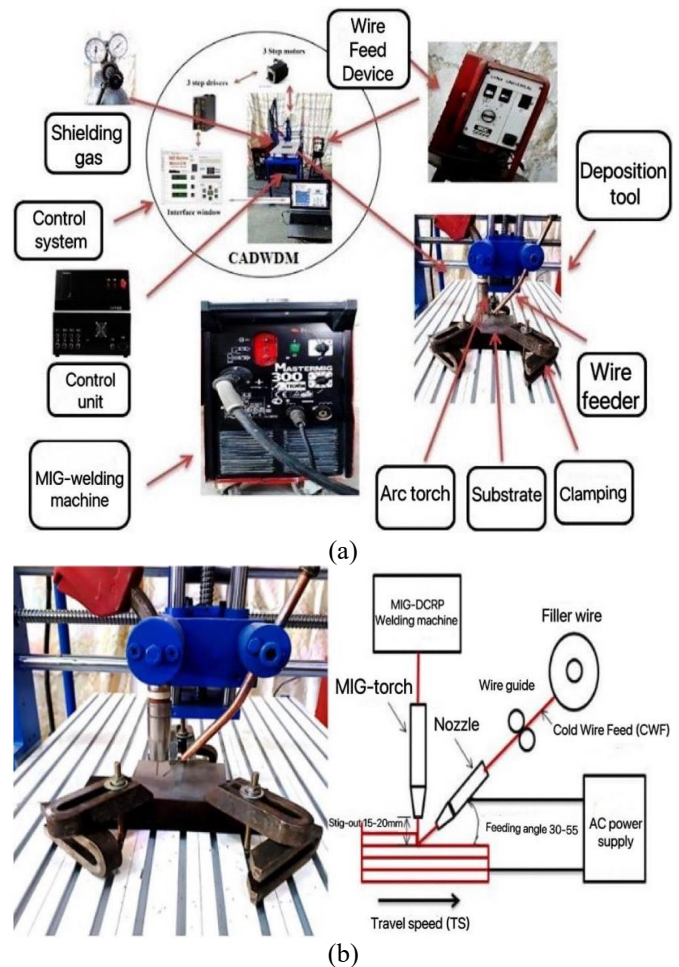 3 Step motors
3 step drivers
Interface window
CADWDM
Wire
Feed
Device
Shielding
gas
Deposition
tool
Control
system
Control
unit
MASTERMIG
300
Wire
feeder
MIG-welding
machine
Arc torch
Substrate
Clamping
(a)
MIG-DCRP
Welding machine
Filler wire
MIG-torch
Wire guide
Nozzle
Cold Wire Feed (CWF)
Stig-out 15-20mm
Feeding angle 30-55
AC power
supply
Travel speed (TS)
(b)